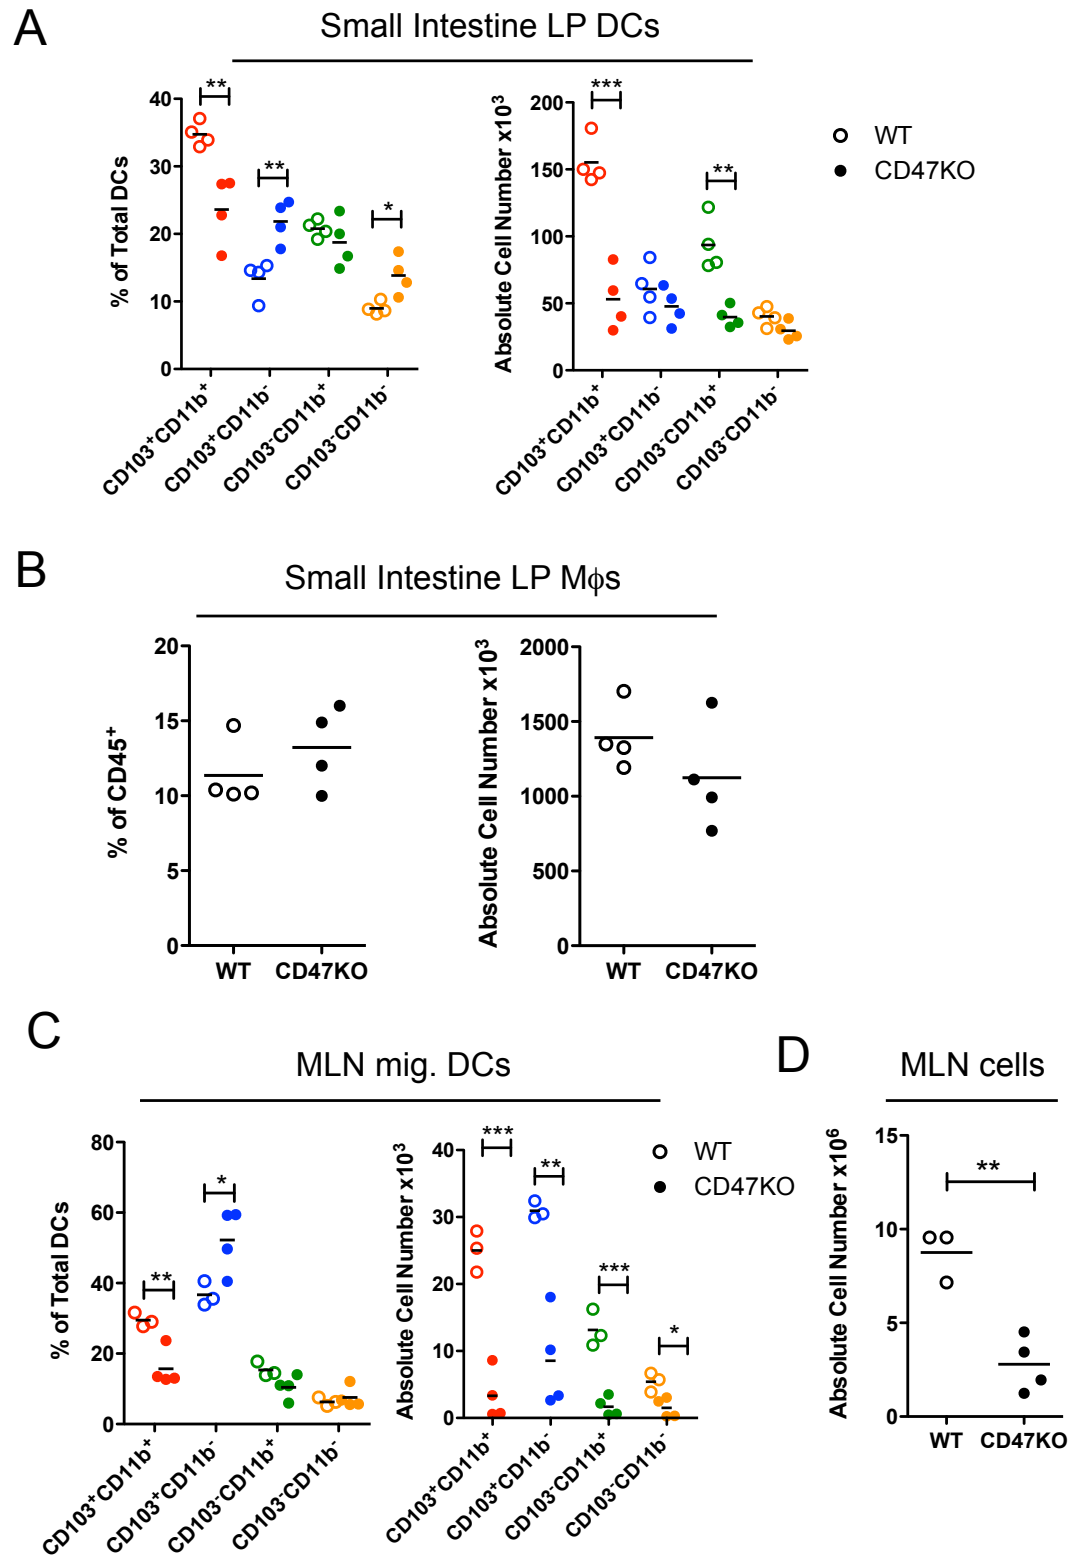 A
Small Intestine LP DCs
% of Total DCs
40
30
20
10
0
**
**
*
CD103+CD11b+
CD103+CD11b-
CD103-CD11b+
CD103-CD11b-
Absolute Cell Number x10³
200
150
100
50
0
***
**
CD103+CD11b+
CD103+CD11b-
CD103-CD11b+
CD103-CD11b-
WT
CD47KO
B
Small Intestine LP Mϕs
% of CD45+
20
15
10
5
0
WT CD47KO
Absolute Cell Number x10³
2000
1500
1000
500
0
WT CD47KO
C
MLN mig. DCs
% of Total DCs
80
60
40
20
0
**
*
CD103+CD11b+
CD103+CD11b-
CD103-CD11b+
CD103-CD11b-
Absolute Cell Number x10³
40
30
20
10
0
***
**
***
*
CD103+CD11b+
CD103+CD11b-
CD103-CD11b+
CD103-CD11b-
WT
CD47KO
D
MLN cells
Absolute Cell Number x10⁶
15
10
5
0
**
WT CD47KO